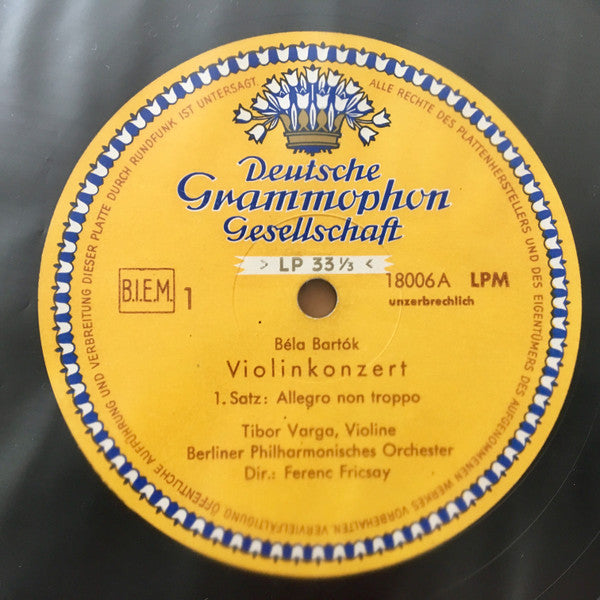 Deutsche
Grammophon
Gesellschaft
> LP 33⅓ <
B.I.E.M. 1
18006A LPM
unzerbrechlich
Béla Bartók
Violinkonzert
1. Satz: Allegro non troppo
Tibor Varga, Violine
Berliner Philharmonisches Orchester
Dir.: Ferenc Fricsay
ALLE RECHTE DES PLATTENHERSTELLERS UND DES EIGENTÜMERS DES AUFGENOMMENEN WERKES VORBEHALTEN. VERVIELFÄLTIGUNG ÖFFENTLICHE AUFFÜHRUNG UND VERBREITUNG DIESER PLATTE DURCH RUNDFUNK IST UNTERSAGT